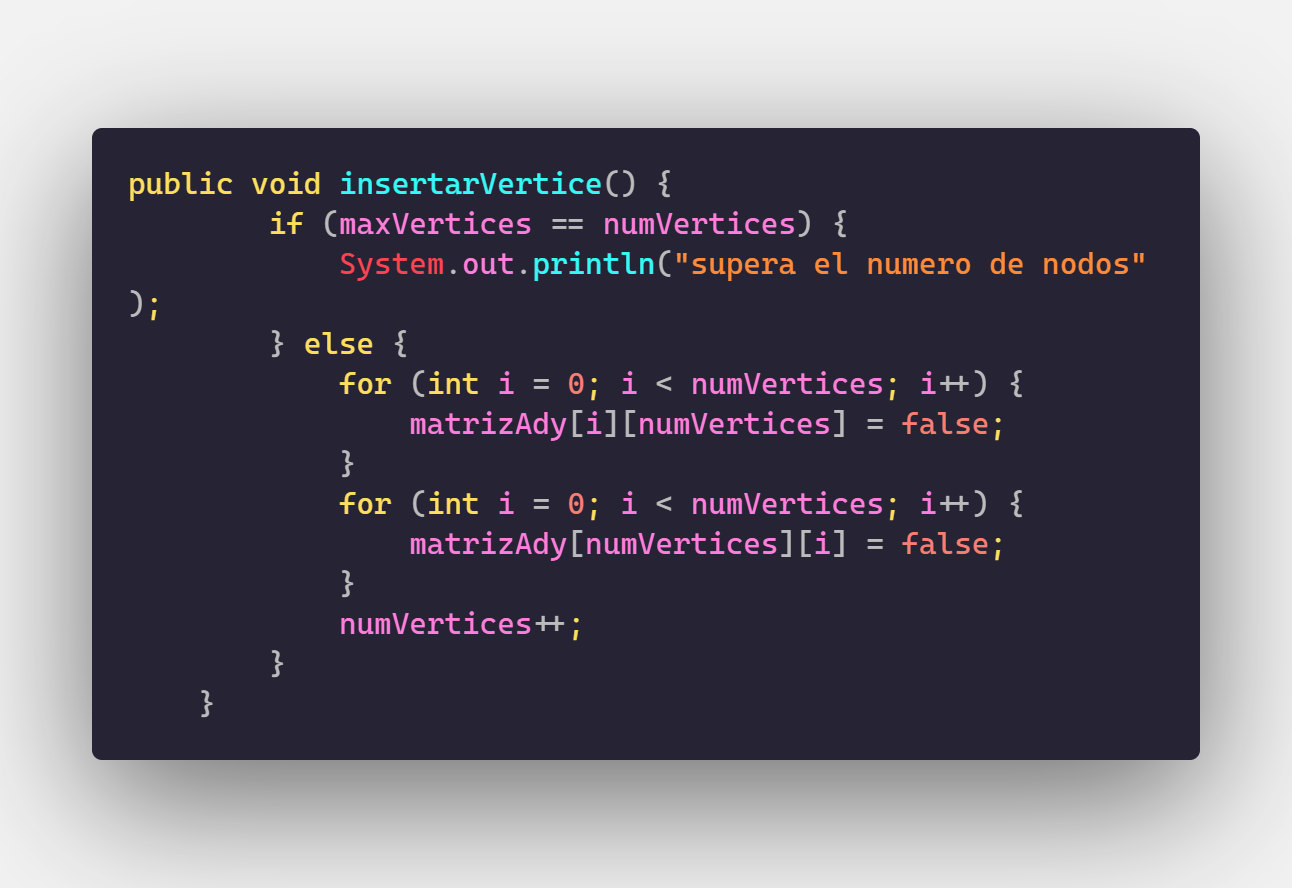 public void insertarVertice() {
        if (maxVertices == numVertices) {
            System.out.println("supera el numero de nodos"
);
        } else {
            for (int i = 0; i < numVertices; i++) {
                matrizAdy[i][numVertices] = false;
            }
            for (int i = 0; i < numVertices; i++) {
                matrizAdy[numVertices][i] = false;
            }
            numVertices++;
        }
    }